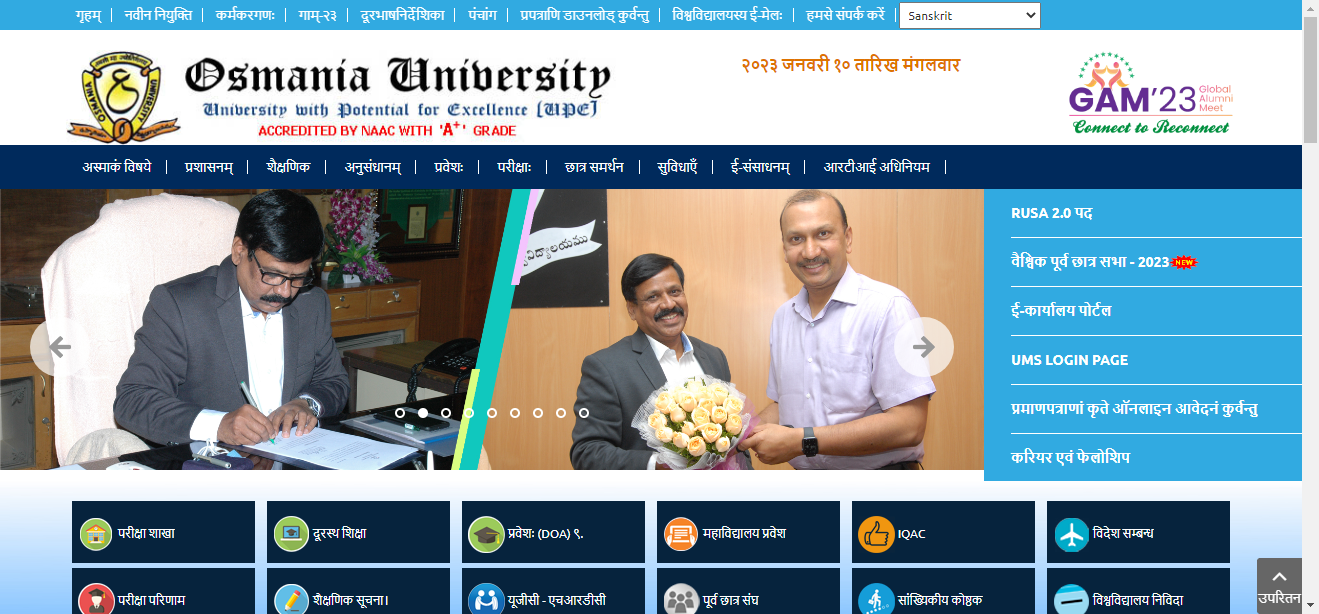 गृहम् नवीन नियुक्ति कर्मकरगणः गाम्-२३ दूरभाषनिर्देशिका पंचांग प्रपत्राणि डाउनलोड् कुर्वन्तु विश्वविद्यालयस्य ई-मेलः हमसे संपर्क करें Sanskrit
Osmania University
University with Potential for Excellence [UPE]
ACCREDITED BY NAAC WITH 'A+' GRADE
OSMANIA UNIVERSITY
२०२३ जनवरी १० तारिख मंगलवार
GAM'23 Global Alumni Meet
Connect to Reconnect
अस्माकं विषये प्रशासनम् शैक्षणिक अनुसंधानम् प्रवेशः परीक्षाः छात्र समर्थन सुविधाएँ ई-संसाधनम् आरटीआई अधिनियम
విద్యాలయము
RUSA 2.0 पद
वैश्विक पूर्व छात्र सभा - 2023 NEW
ई-कार्यालय पोर्टल
UMS LOGIN PAGE
प्रमाणपत्राणां कृते ऑनलाइन आवेदनं कुर्वन्तु
करियर एवं फेलोशिप
परीक्षा शाखा दूरस्थ शिक्षा प्रवेशः (DOA) ९. महाविद्यालय प्रवेश IQAC विदेश सम्बन्ध
परीक्षा परिणाम शैक्षणिक सूचना। यूजीसी - एचआरडीसी पूर्व छात्र संघ सांख्यिकीय कोष्ठक विश्वविद्यालय निविदा
उपरितन